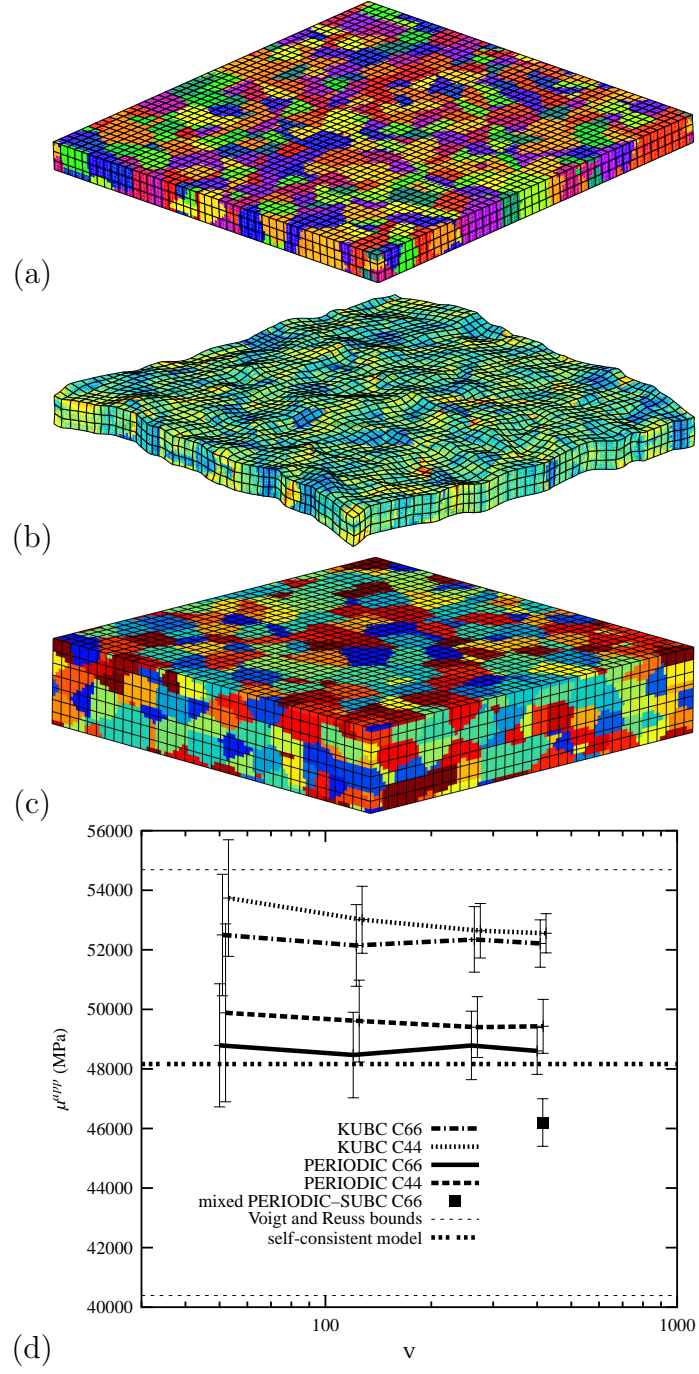 (a)
(b)
(c)
56000
54000
52000
50000
48000
46000
44000
42000
40000
μ^app (MPa)
KUBC C66
KUBC C44
PERIODIC C66
PERIODIC C44
mixed PERIODIC–SUBC C66
Voigt and Reuss bounds
self-consistent model
100
1000
V
(d)